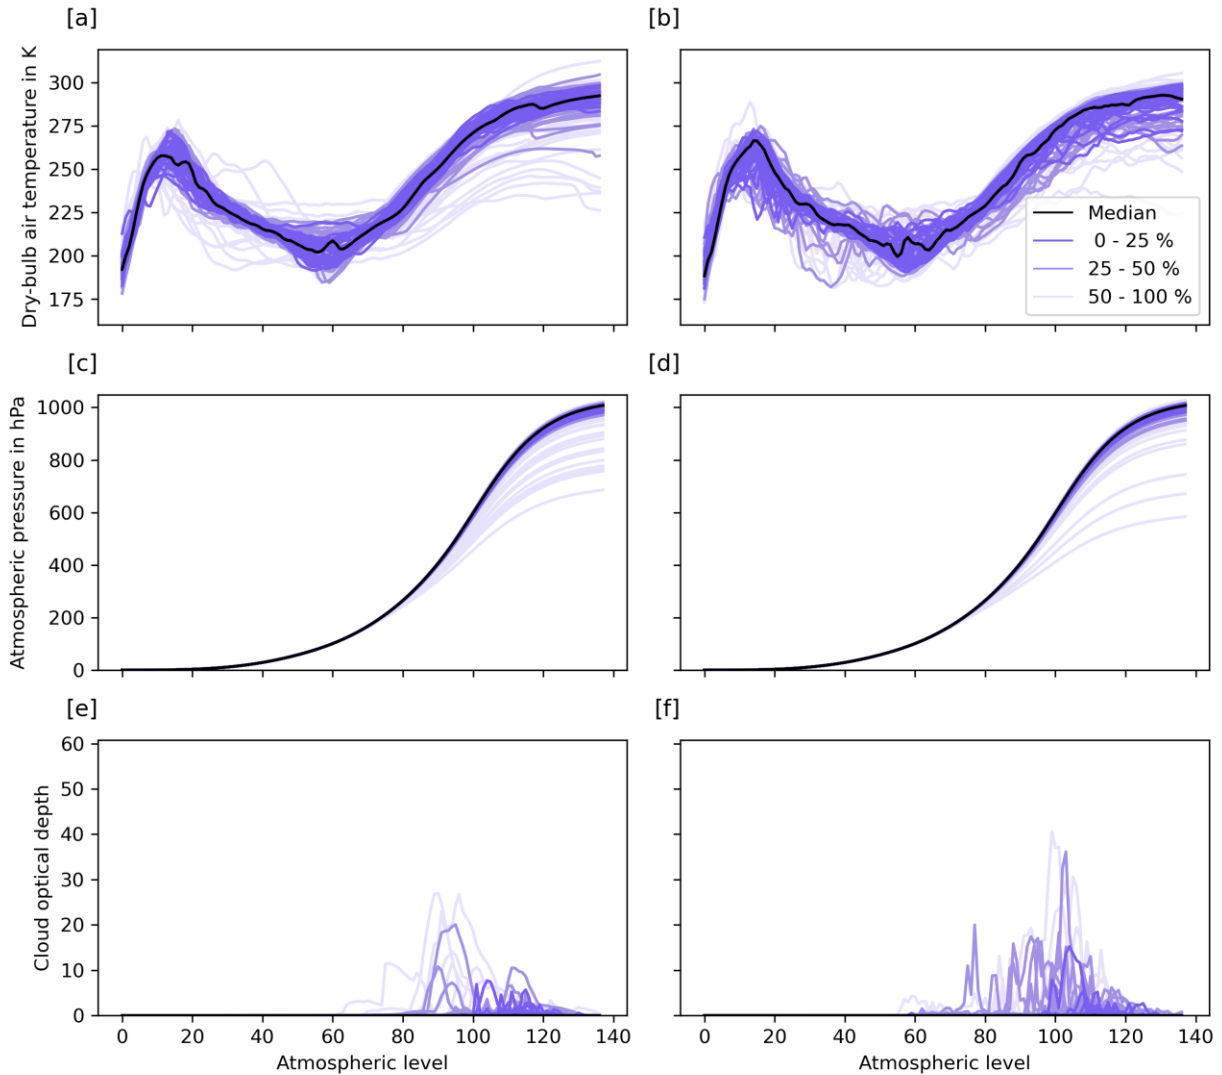 [a]
[b]
Dry-bulb air temperature in K
300
275
250
225
200
175
Median
0 - 25 %
25 - 50 %
50 - 100 %
[c]
[d]
Atmospheric pressure in hPa
1000
800
600
400
200
0
[e]
[f]
Cloud optical depth
60
50
40
30
20
10
0
0 20 40 60 80 100 120 140
0 20 40 60 80 100 120 140
Atmospheric level
Atmospheric level